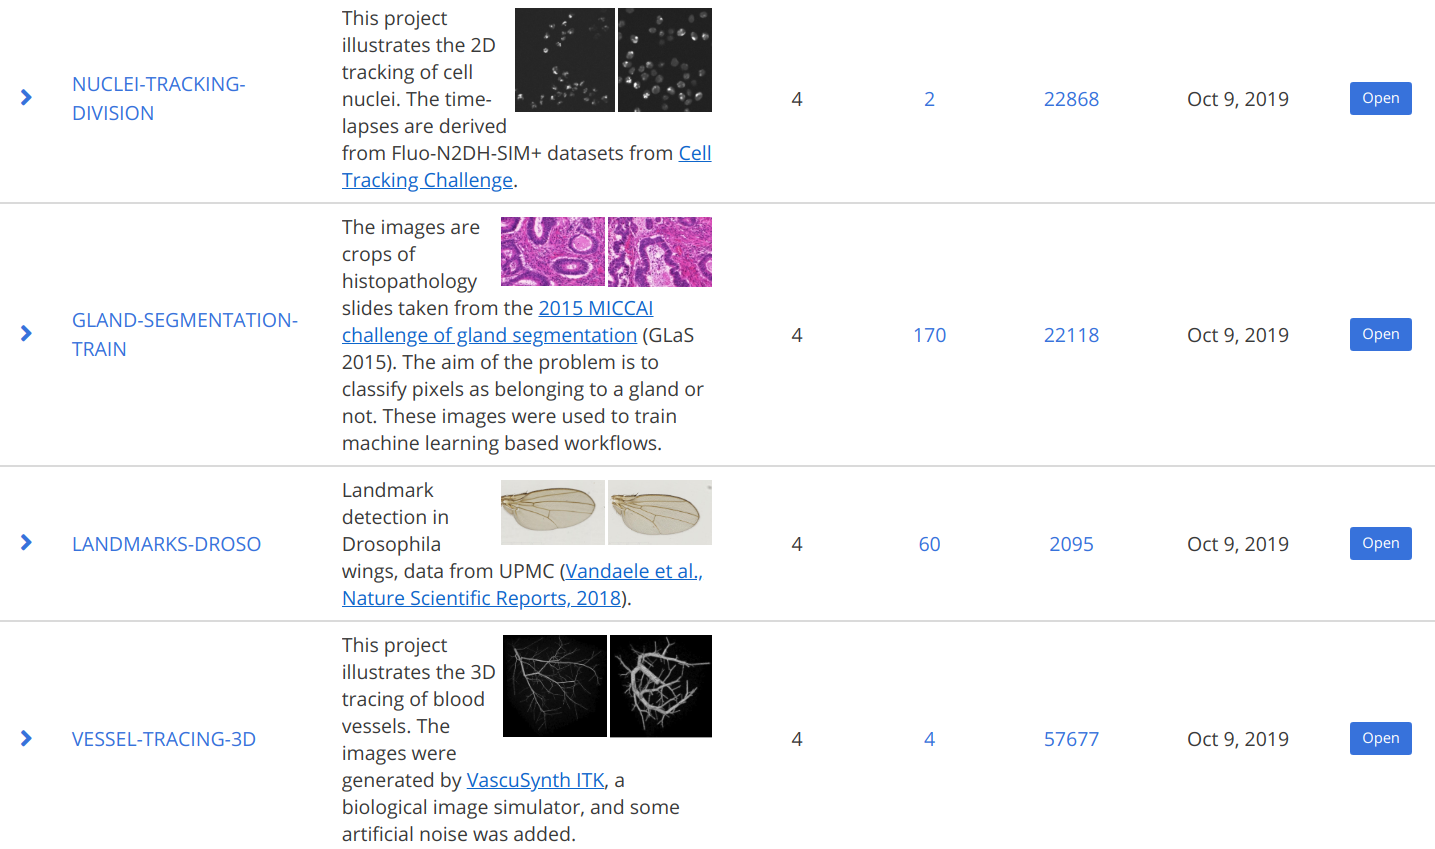 NUCLEI-TRACKING-
DIVISION
This project
illustrates the 2D
tracking of cell
nuclei. The time-
lapses are derived
from Fluo-N2DH-SIM+ datasets from Cell
Tracking Challenge.
4
2
22868
Oct 9, 2019
Open
GLAND-SEGMENTATION-
TRAIN
The images are
crops of
histopathology
slides taken from the 2015 MICCAI
challenge of gland segmentation (GLaS
2015). The aim of the problem is to
classify pixels as belonging to a gland or
not. These images were used to train
machine learning based workflows.
4
170
22118
Oct 9, 2019
Open
LANDMARKS-DROSO
Landmark
detection in
Drosophila
wings, data from UPMC (Vandaele et al.,
Nature Scientific Reports, 2018).
4
60
2095
Oct 9, 2019
Open
VESSEL-TRACING-3D
This project
illustrates the 3D
tracing of blood
vessels. The
images were
generated by VascuSynth ITK, a
biological image simulator, and some
artificial noise was added.
4
4
57677
Oct 9, 2019
Open